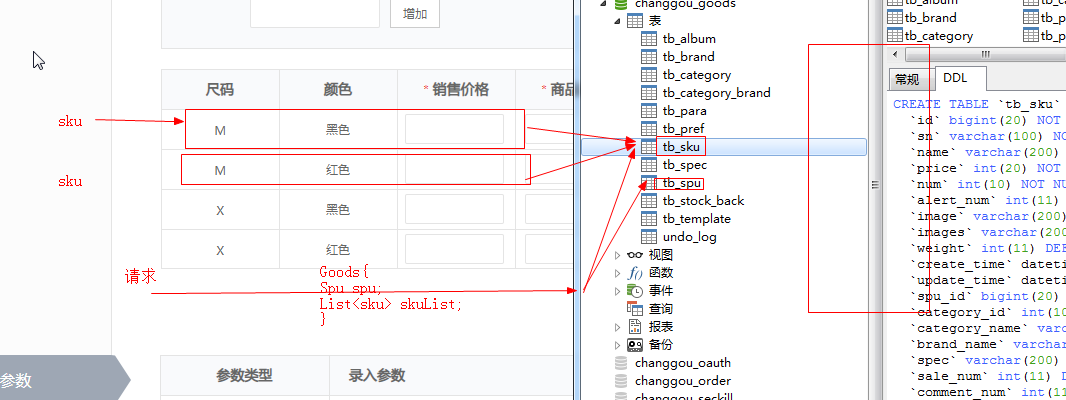 增加
尺码 颜色 * 销售价格 * 商品
M 黑色
M 红色
X 黑色
X 红色
sku
sku
请求
Goods{
Spu spu;
List<sku> skuList;
}
参数
参数类型 录入参数
changgou_goods
表
tb_album
tb_brand
tb_category
tb_category_brand
tb_para
tb_pref
tb_sku
tb_spec
tb_spu
tb_stock_back
tb_template
undo_log
视图
函数
事件
查询
报表
备份
changgou_oauth
changgou_order
changgou_seckill
tb_album
tb_brand
tb_category
常规 DDL
CREATE TABLE `tb_sku`
`id` bigint(20) NOT
`sn` varchar(100) NO
`name` varchar(200)
`price` int(20) NOT
`num` int(10) NOT NU
`alert_num` int(11)
`image` varchar(200)
`images` varchar(200
`weight` int(11) DEF
`create_time` dateti
`update_time` dateti
`spu_id` bigint(20)
`category_id` int(10
`category_name` varc
`brand_name` varchar
`spec` varchar(200)
`sale_num` int(11) D
`comment_num` int(11